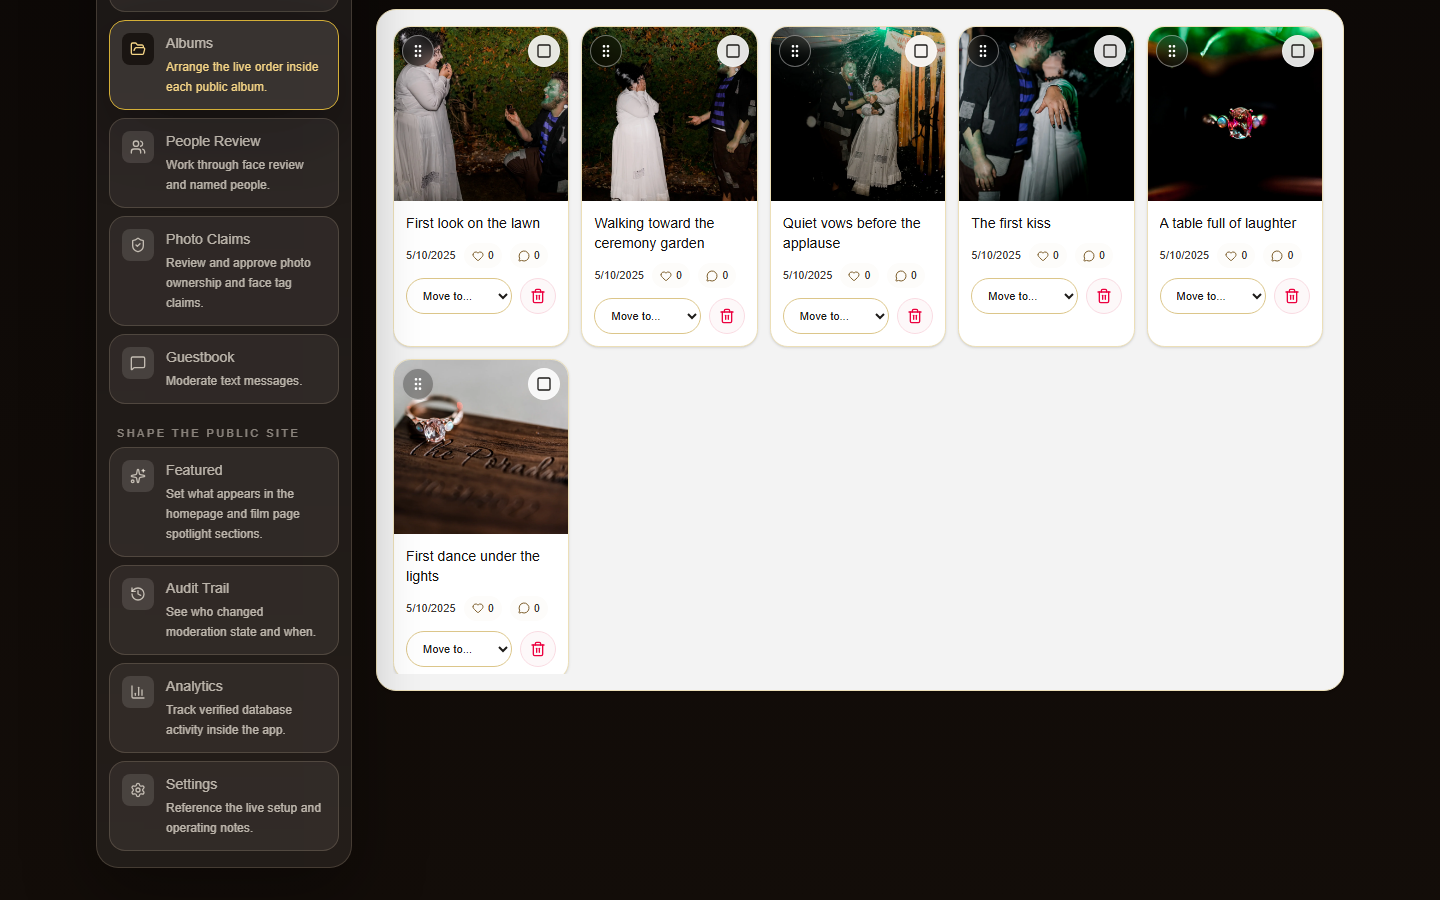 Albums
Arrange the live order inside
each public album.
People Review
Work through face review
and named people.
Photo Claims
Review and approve photo
ownership and face tag
claims.
Guestbook
Moderate text messages.
SHAPE THE PUBLIC SITE
Featured
Set what appears in the
homepage and film page
spotlight sections.
Audit Trail
See who changed
moderation state and when.
Analytics
Track verified database
activity inside the app.
Settings
Reference the live setup and
operating notes.
First look on the lawn
5/10/2025 0 0
Move to...
Walking toward the
ceremony garden
5/10/2025 0 0
Move to...
Quiet vows before the
applause
5/10/2025 0 0
Move to...
The first kiss
5/10/2025 0 0
Move to...
A table full of laughter
5/10/2025 0 0
Move to...
The
First dance under the
lights
5/10/2025 0 0
Move to...